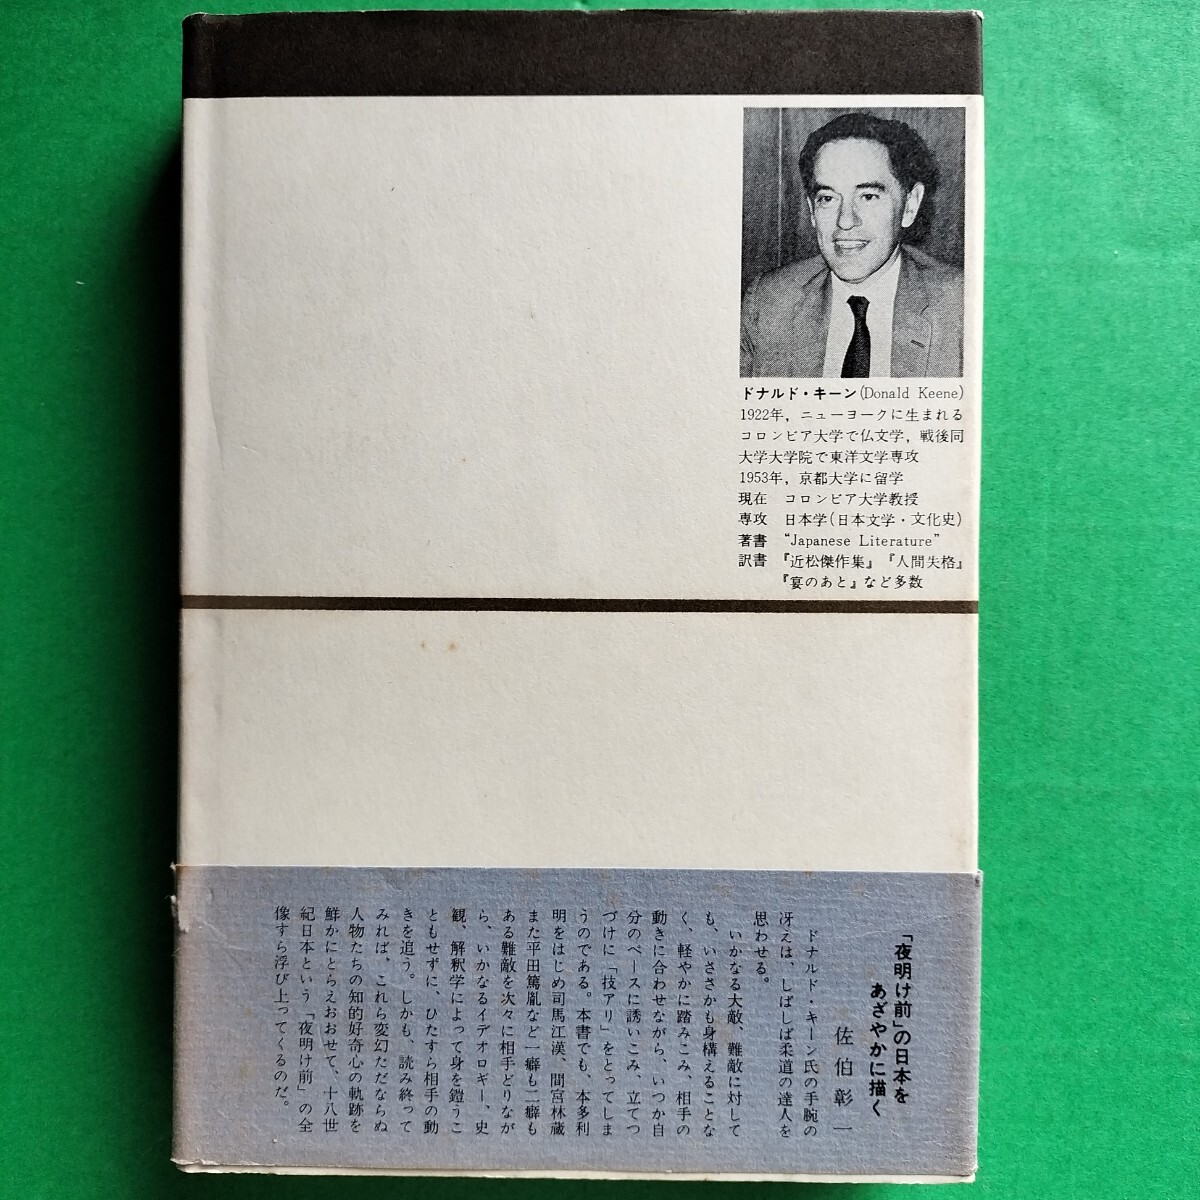 ドナルド・キーン(Donald Keene)
1922年，ニューヨークに生まれる
コロンビア大学で仏文学，戦後同
大学大学院で東洋文学専攻
1953年，京都大学に留学
現在　コロンビア大学教授
専攻　日本学(日本文学・文化史)
著書　“Japanese Literature”
訳書　『近松傑作集』『人間失格』
『宴のあと』など多数
「夜明け前」の日本を
あざやかに描く
佐伯彰一
ドナルド・キーン氏の手腕の
冴えは、しばしば柔道の達人を
思わせる。
いかなる大敵、難敵に対して
も、いささかも身構えることな
く、軽やかに踏みこみ、相手の
動きに合わせながら、いつか自
分のペースに誘いこみ、立てつ
づけに「技アリ」をとってしま
うのである。本書でも、本多利
明をはじめ司馬江漢、間宮林蔵
また平田篤胤など一癖も二癖も
ある難敵を次々に相手どりなが
ら、いかなるイデオロギー、史
観、解釈学によって身を鎧うこ
ともせずに、ひたすら相手の動
きを追う。しかも、読み終って
みれば、これら変幻ただならぬ
人物たちの知的好奇心の軌跡を
鮮かにとらえおおせて、十八世
紀日本という「夜明け前」の全
像すら浮び上ってくるのだ。